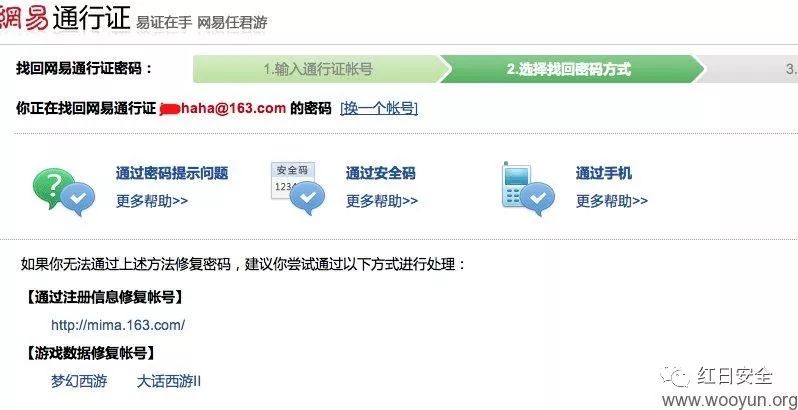 網易通行证 易证在手 网易任君游
找回网易通行证密码： 1.输入通行证帐号 2.选择找回密码方式 3.
你正在找回网易通行证 haha@163.com 的密码 [换一个帐号]
通过密码提示问题 安全码 通过安全码 通过手机
更多帮助>> 1234 更多帮助>> 更多帮助>>
如果你无法通过上述方法修复密码，建议你尝试通过以下方式进行处理：
【通过注册信息修复帐号】
http://mima.163.com/
【游戏数据修复帐号】
梦幻西游 大话西游II
红日安全
www.wooyun.org